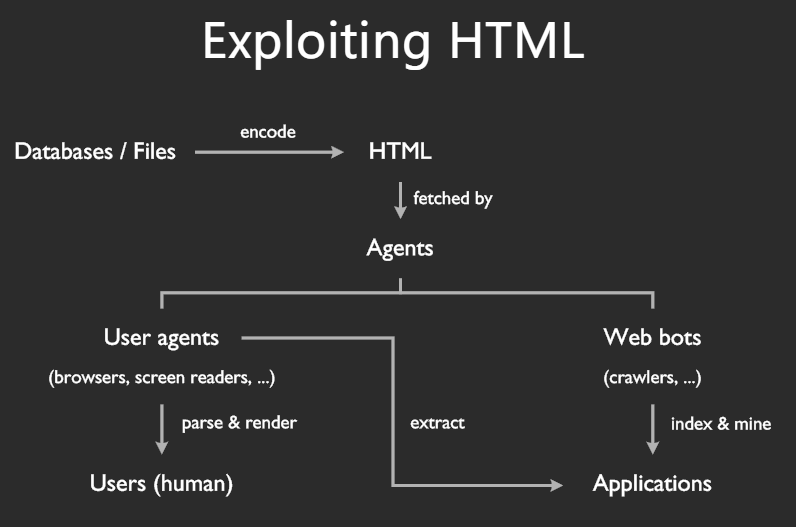 Exploiting HTML
encode
Databases / Files
HTML
fetched by
Agents
User agents
Web bots
(browsers, screen readers, ...)
(crawlers, ...)
parse & render
extract
index & mine
Users (human)
Applications